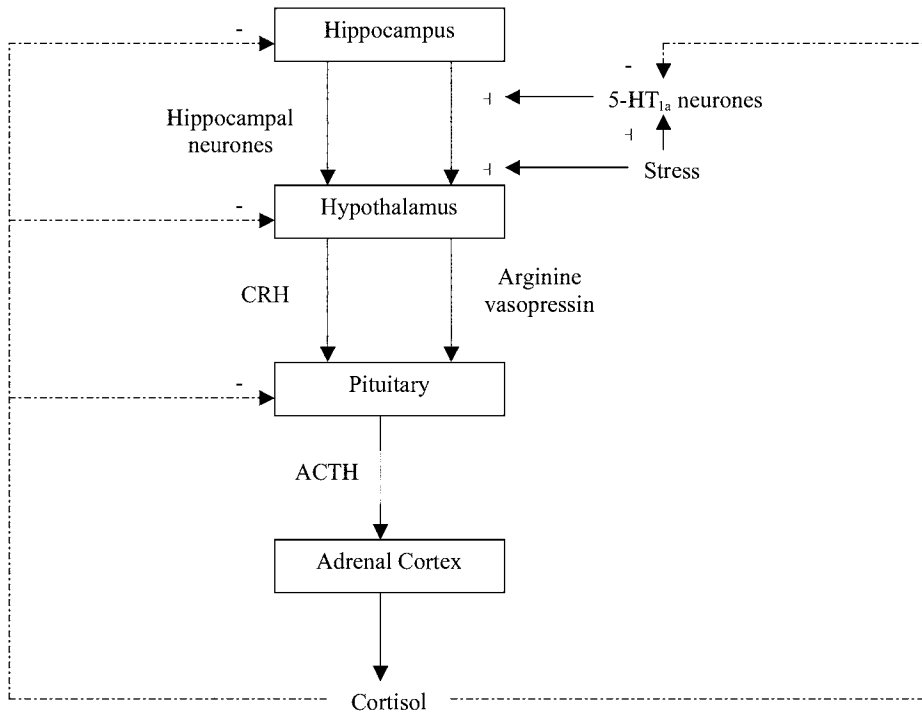 Hippocampus
-
-
5-HT1a neurones
Hippocampal
neurones
Stress
Hypothalamus
-
CRH
Arginine
vasopressin
Pituitary
-
ACTH
Adrenal Cortex
Cortisol